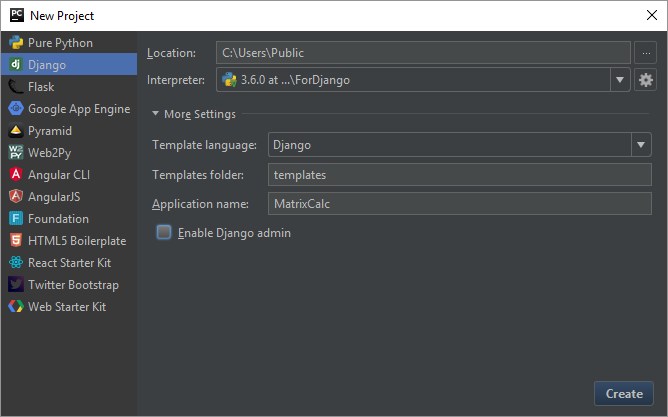 New Project
Pure Python
Django
Flask
Google App Engine
Pyramid
Web2Py
Angular CLI
AngularJS
Foundation
HTML5 Boilerplate
React Starter Kit
Twitter Bootstrap
Web Starter Kit
Location: C:\Users\Public ...
Interpreter: 3.6.0 at ...\ForDjango
More Settings
Template language: Django
Templates folder: templates
Application name: MatrixCalc
Enable Django admin
Create